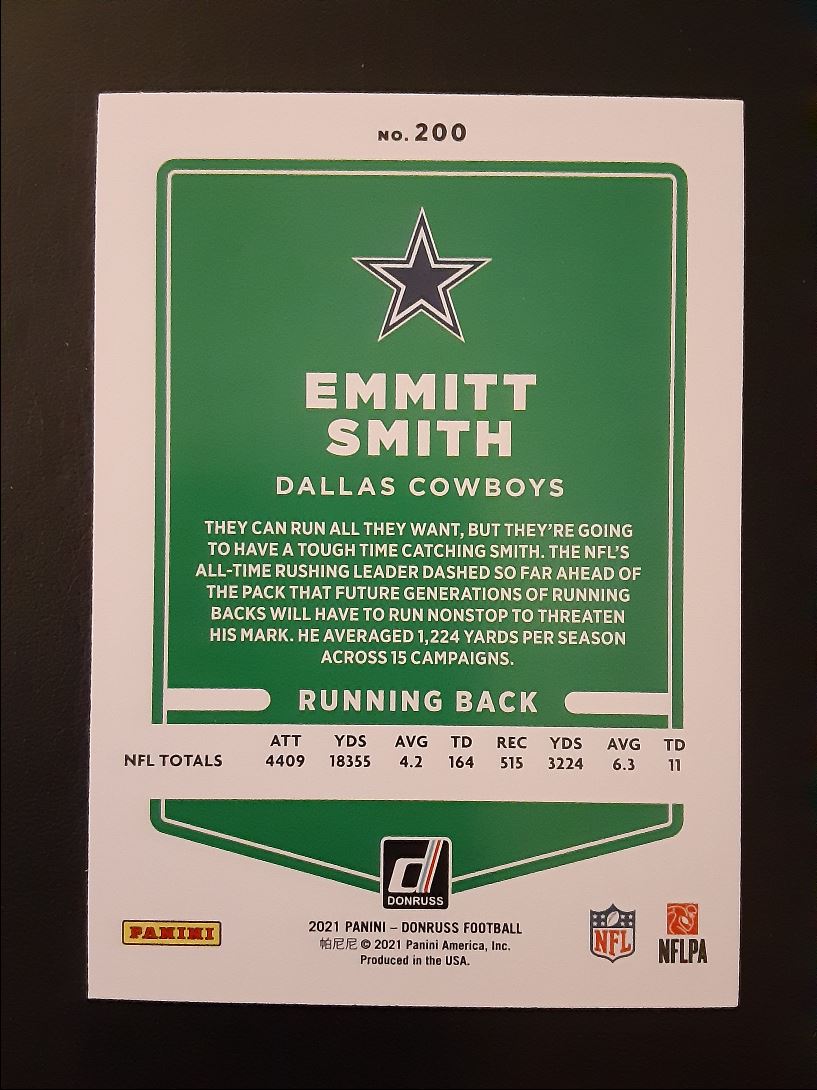 NO. 200
EMMITT
SMITH
DALLAS COWBOYS
THEY CAN RUN ALL THEY WANT, BUT THEY'RE GOING
TO HAVE A TOUGH TIME CATCHING SMITH. THE NFL'S
ALL-TIME RUSHING LEADER DASHED SO FAR AHEAD OF
THE PACK THAT FUTURE GENERATIONS OF RUNNING
BACKS WILL HAVE TO RUN NONSTOP TO THREATEN
HIS MARK. HE AVERAGED 1,224 YARDS PER SEASON
ACROSS 15 CAMPAIGNS.
RUNNING BACK
ATT YDS AVG TD REC YDS AVG TD
NFL TOTALS 4409 18355 4.2 164 515 3224 6.3 11
d
DONRUSS
PANINI
2021 PANINI – DONRUSS FOOTBALL
帕尼尼 © 2021 Panini America, Inc.
Produced in the USA.
NFL
NFLPA